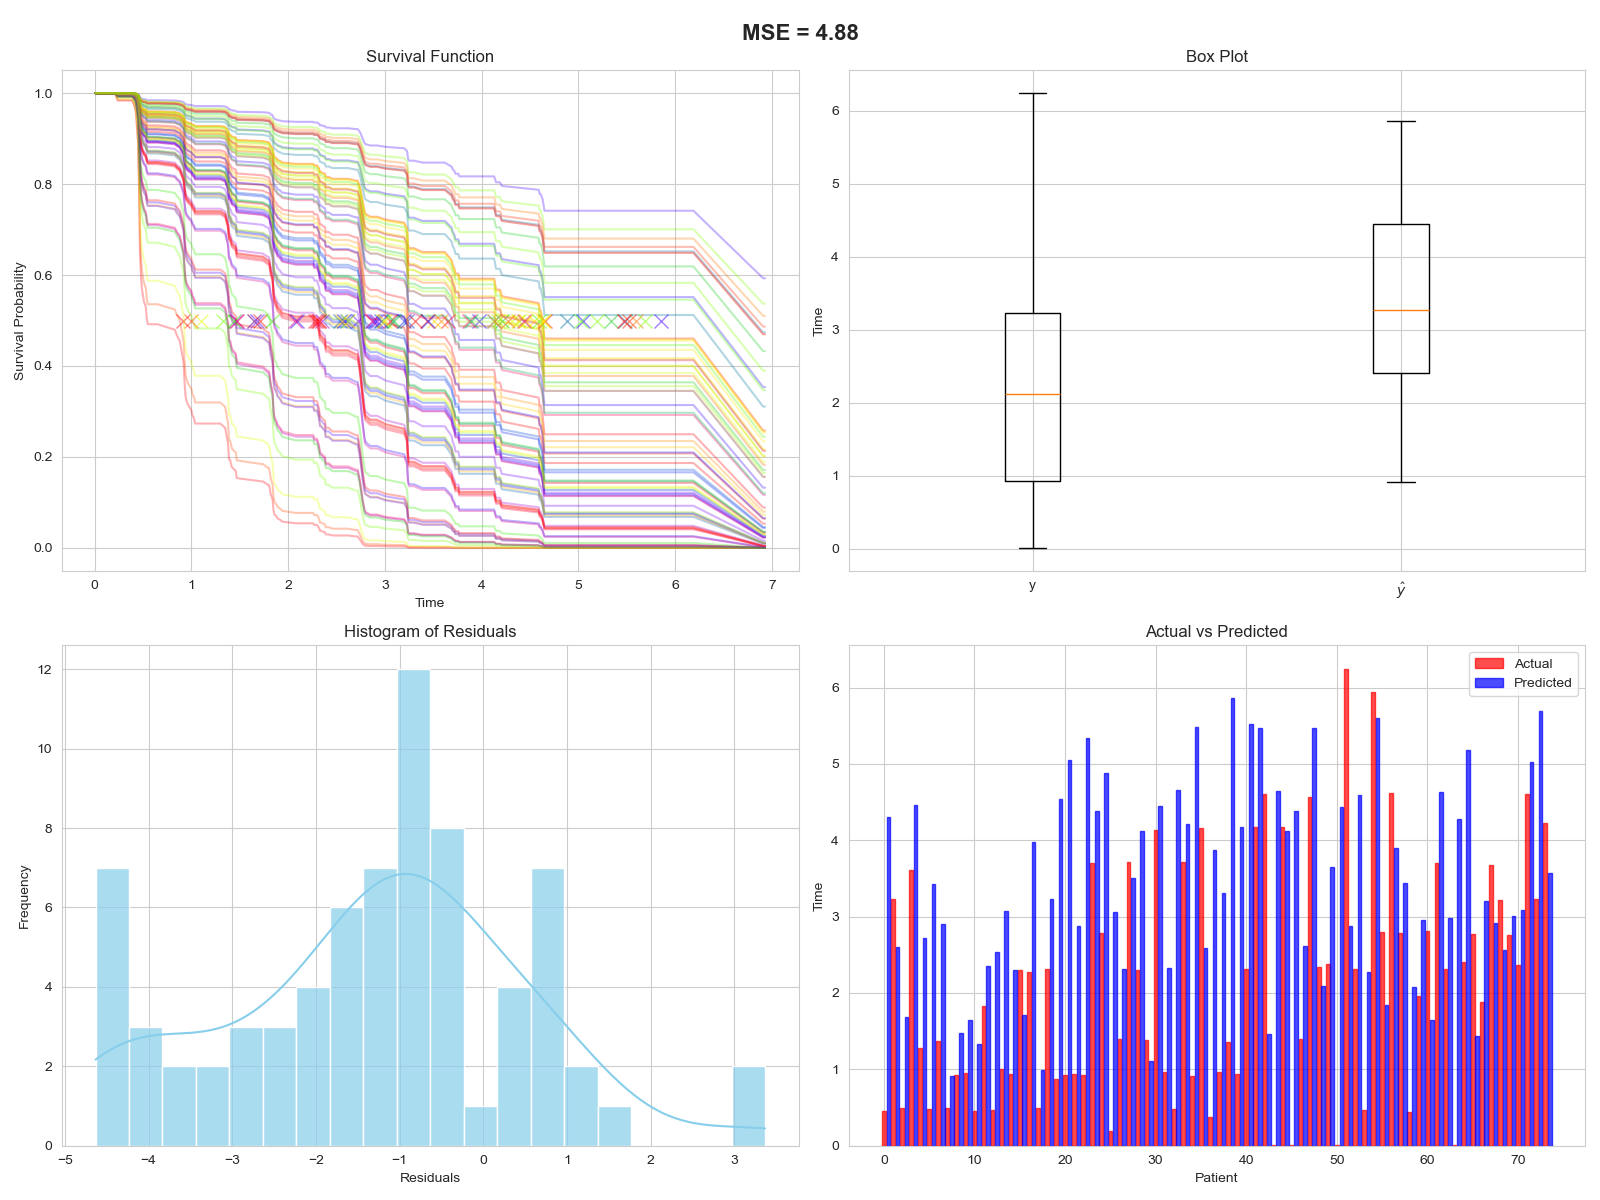 MSE = 4.88
Survival Function
Survival Probability
1.0
0.8
0.6
0.4
0.2
0.0
0 1 2 3 4 5 6 7
Time
Box Plot
Time
6
5
4
3
2
1
0
y ŷ
Histogram of Residuals
Frequency
12
10
8
6
4
2
0
−5 −4 −3 −2 −1 0 1 2 3
Residuals
Actual vs Predicted
Actual
Predicted
Time
6
5
4
3
2
1
0
0 10 20 30 40 50 60 70
Patient